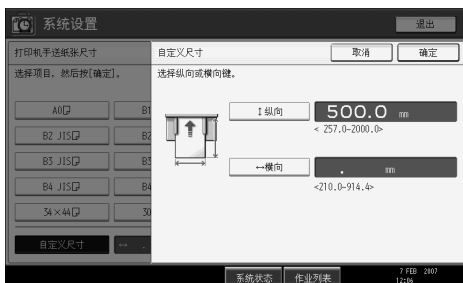 系统设置
退出
打印机手送纸张尺寸
选择项目，然后按[确定]。
A0
B1
B2 JIS
B2
B3 JIS
B4 JIS
B4
34×44
30
自定义尺寸
↔ .
自定义尺寸
取消
确定
选择纵向或横向键。
↕纵向
500.0 mm
< 257.0-2000.0>
↔横向
. mm
<210.0-914.4>
系统状态
作业列表
7 FEB 2007
12:06